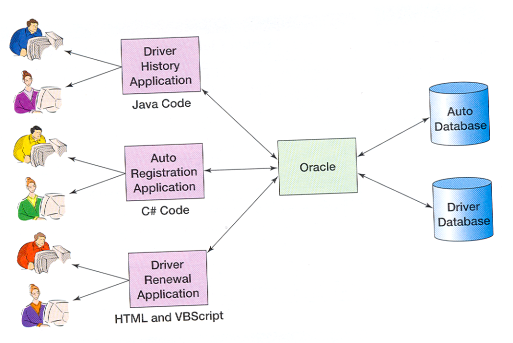 Driver
History
Application
Java Code
Auto
Registration
Application
C# Code
Driver
Renewal
Application
HTML and VBScript
Oracle
Auto
Database
Driver
Database